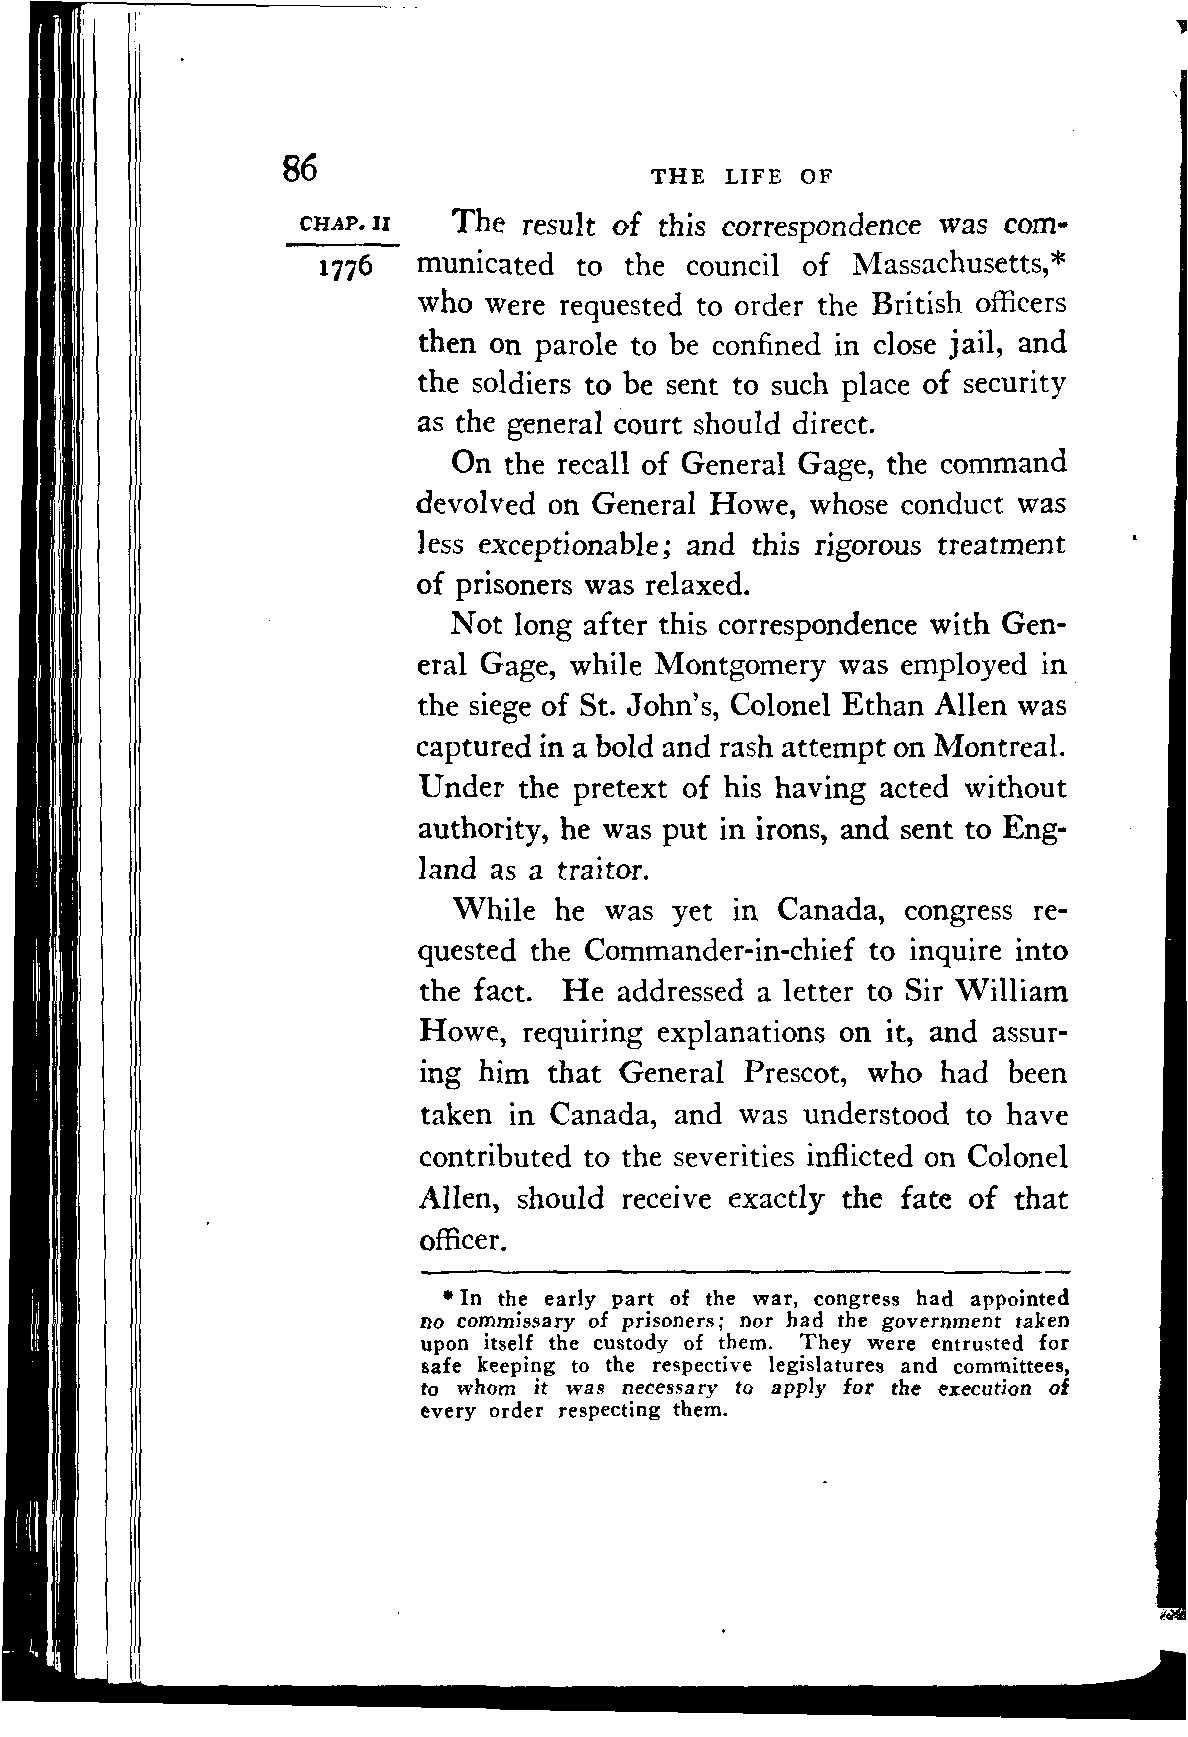 86
THE LIFE OF
CHAP. II
1776
The result of this correspondence was com-
municated to the council of Massachusetts,*
who were requested to order the British officers
then on parole to be confined in close jail, and
the soldiers to be sent to such place of security
as the general court should direct.
On the recall of General Gage, the command
devolved on General Howe, whose conduct was
less exceptionable; and this rigorous treatment
of prisoners was relaxed.
Not long after this correspondence with Gen-
eral Gage, while Montgomery was employed in
the siege of St. John's, Colonel Ethan Allen was
captured in a bold and rash attempt on Montreal.
Under the pretext of his having acted without
authority, he was put in irons, and sent to Eng-
land as a traitor.
While he was yet in Canada, congress re-
quested the Commander-in-chief to inquire into
the fact. He addressed a letter to Sir William
Howe, requiring explanations on it, and assur-
ing him that General Prescot, who had been
taken in Canada, and was understood to have
contributed to the severities inflicted on Colonel
Allen, should receive exactly the fate of that
officer.
* In the early part of the war, congress had appointed
no commissary of prisoners; nor had the government taken
upon itself the custody of them. They were entrusted for
safe keeping to the respective legislatures and committees,
to whom it was necessary to apply for the execution of
every order respecting them.